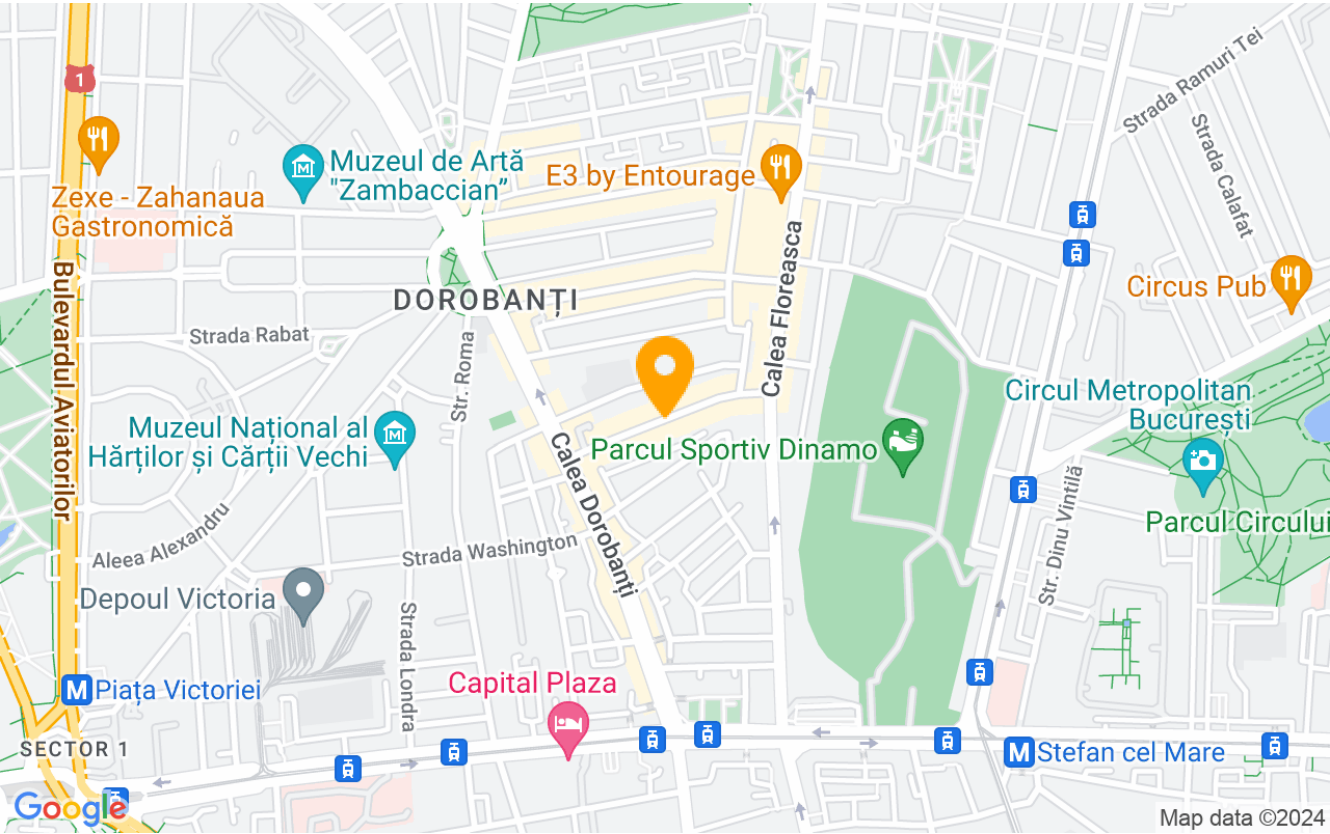 Strada Ramuri Tei
Strada Calafat
1
Muzeul de Artă
"Zambaccian”
E3 by Entourage
Zexe - Zahanaua
Gastronomică
Calea Floreasca
Bulevardul Aviatorilor
DOROBANȚI
Circus Pub
Strada Rabat
Str. Roma
Circul Metropolitan
București
Muzeul Național al
Hărților și Cărții Vechi
Parcul Sportiv Dinamo
Calea Dorobanți
Str. Dinu Vintilă
Parcul Circului
Aleea Alexandru
Strada Washington
Depoul Victoria
Strada Londra
M Piața Victoriei
Capital Plaza
SECTOR 1
M Stefan cel Mare
Google
Map data ©2024